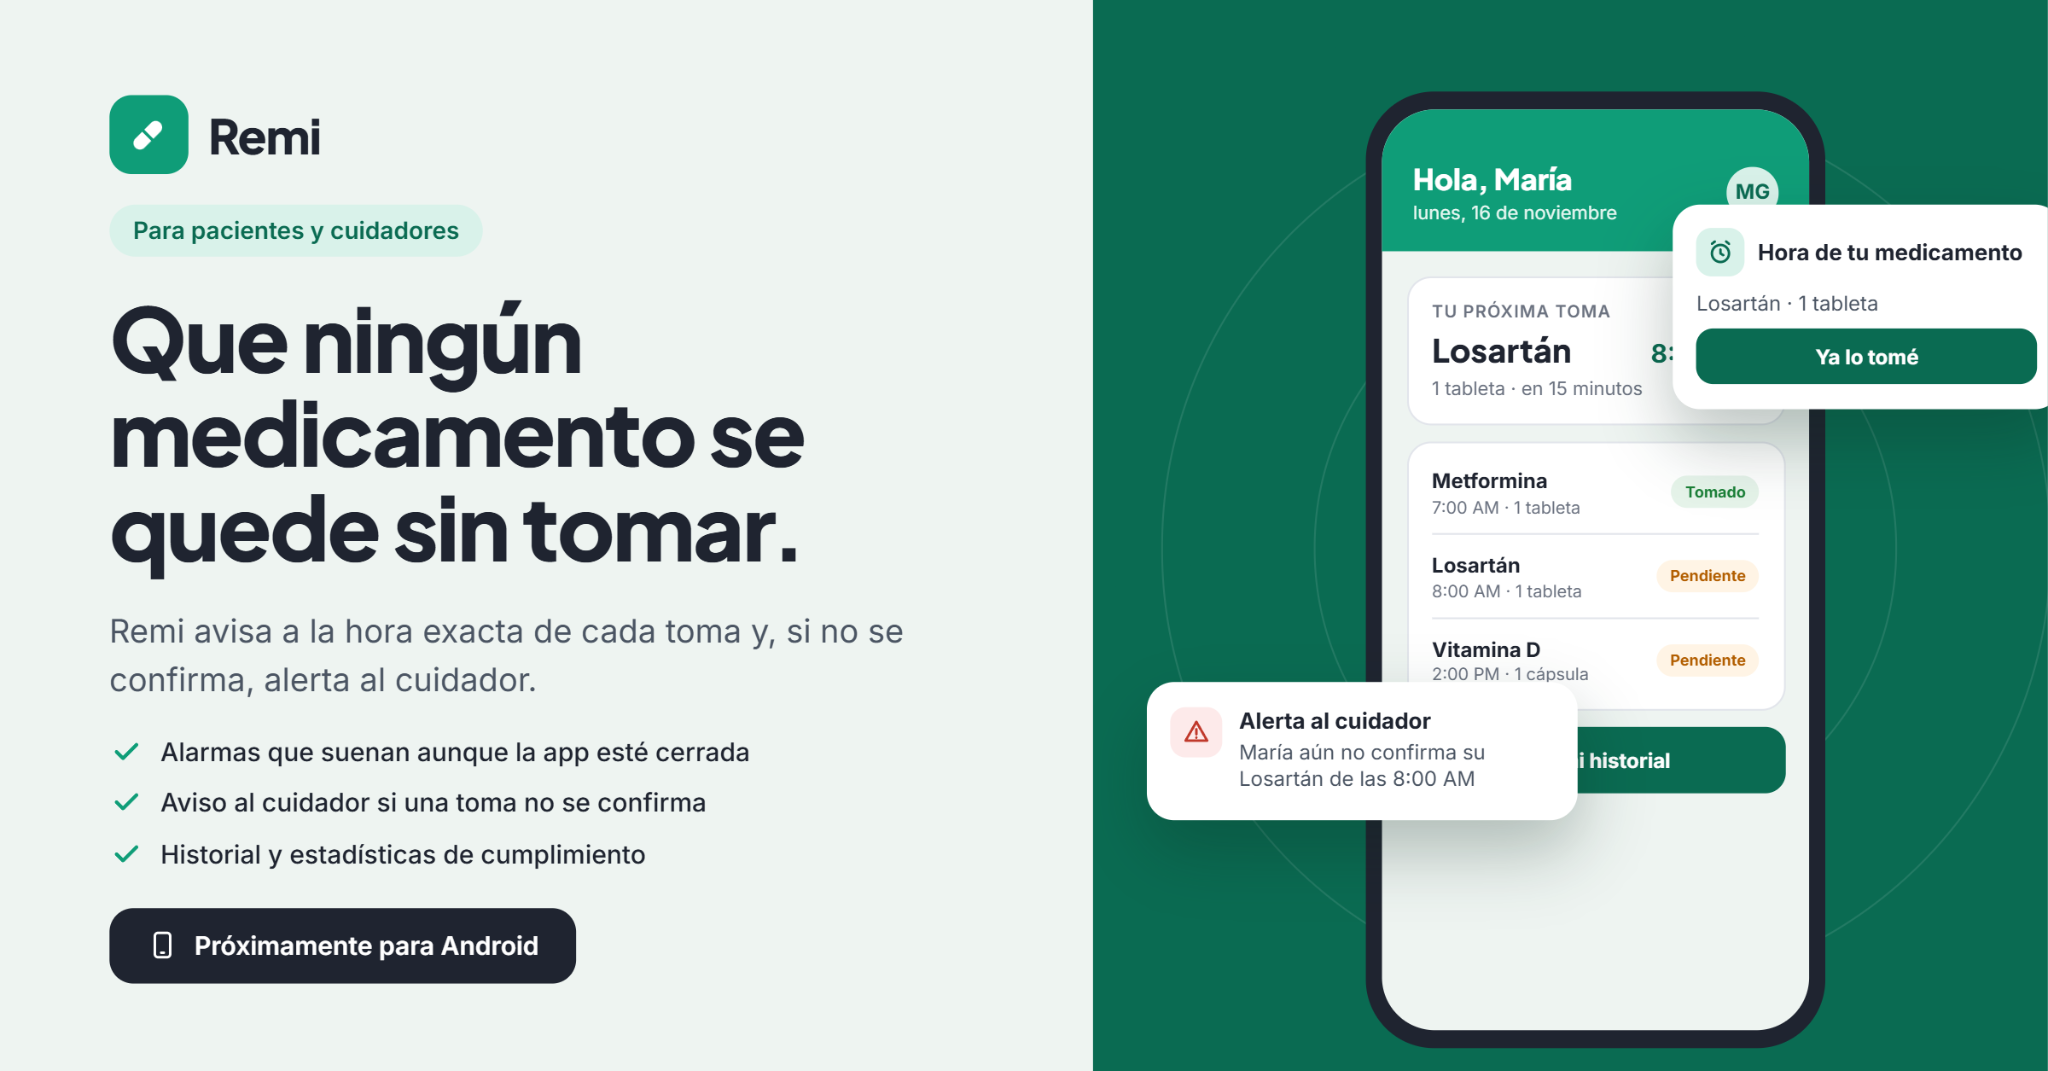 Remi
Para pacientes y cuidadores
Que ningún
medicamento se
quede sin tomar.
Remi avisa a la hora exacta de cada toma y, si no se
confirma, alerta al cuidador.
Alarmas que suenan aunque la app esté cerrada
Aviso al cuidador si una toma no se confirma
Historial y estadísticas de cumplimiento
Próximamente para Android
Hola, María
lunes, 16 de noviembre
MG
Hora de tu medicamento
Losartán · 1 tableta
Ya lo tomé
TU PRÓXIMA TOMA
Losartán
8:
1 tableta · en 15 minutos
Metformina
7:00 AM · 1 tableta
Tomado
Losartán
8:00 AM · 1 tableta
Pendiente
Vitamina D
2:00 PM · 1 cápsula
Pendiente
Alerta al cuidador
María aún no confirma su
Losartán de las 8:00 AM
i historial